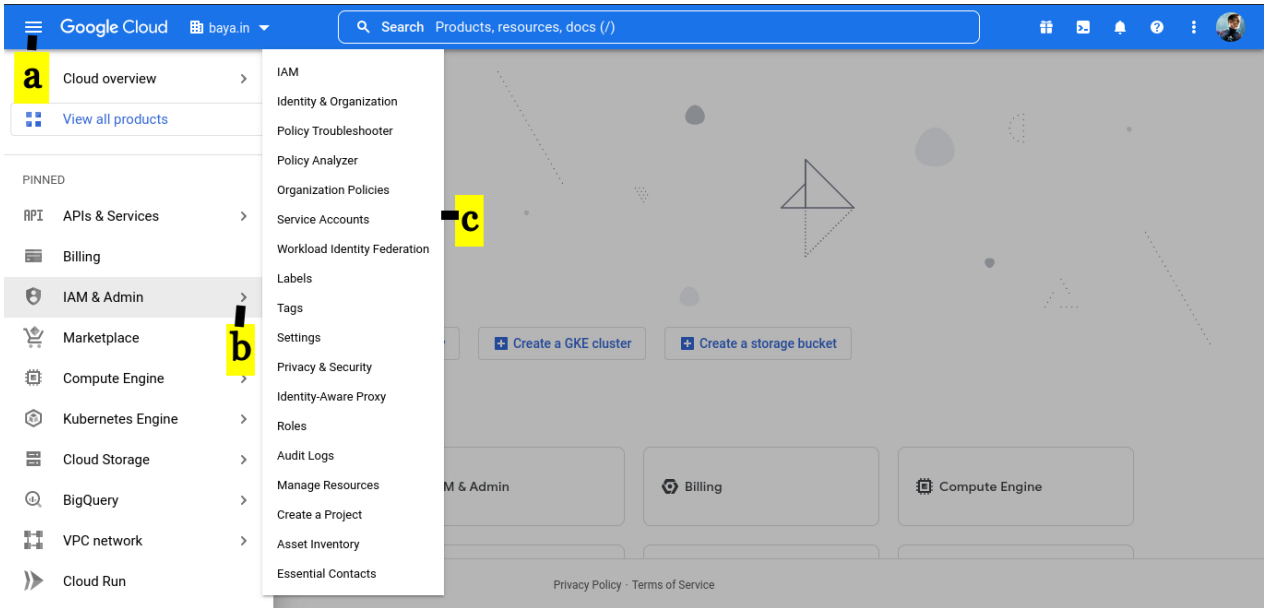 Google Cloud baya.in Search Products, resources, docs (/)
a
Cloud overview
View all products
PINNED
API APIs & Services
Billing
IAM & Admin
b
Marketplace
Compute Engine
Kubernetes Engine
Cloud Storage
BigQuery
VPC network
Cloud Run
IAM
Identity & Organization
Policy Troubleshooter
Policy Analyzer
Organization Policies
Service Accounts
c
Workload Identity Federation
Labels
Tags
Settings
Privacy & Security
Identity-Aware Proxy
Roles
Audit Logs
Manage Resources
Create a Project
Asset Inventory
Essential Contacts
Create a GKE cluster
Create a storage bucket
M & Admin
Billing
Compute Engine
Privacy Policy · Terms of Service